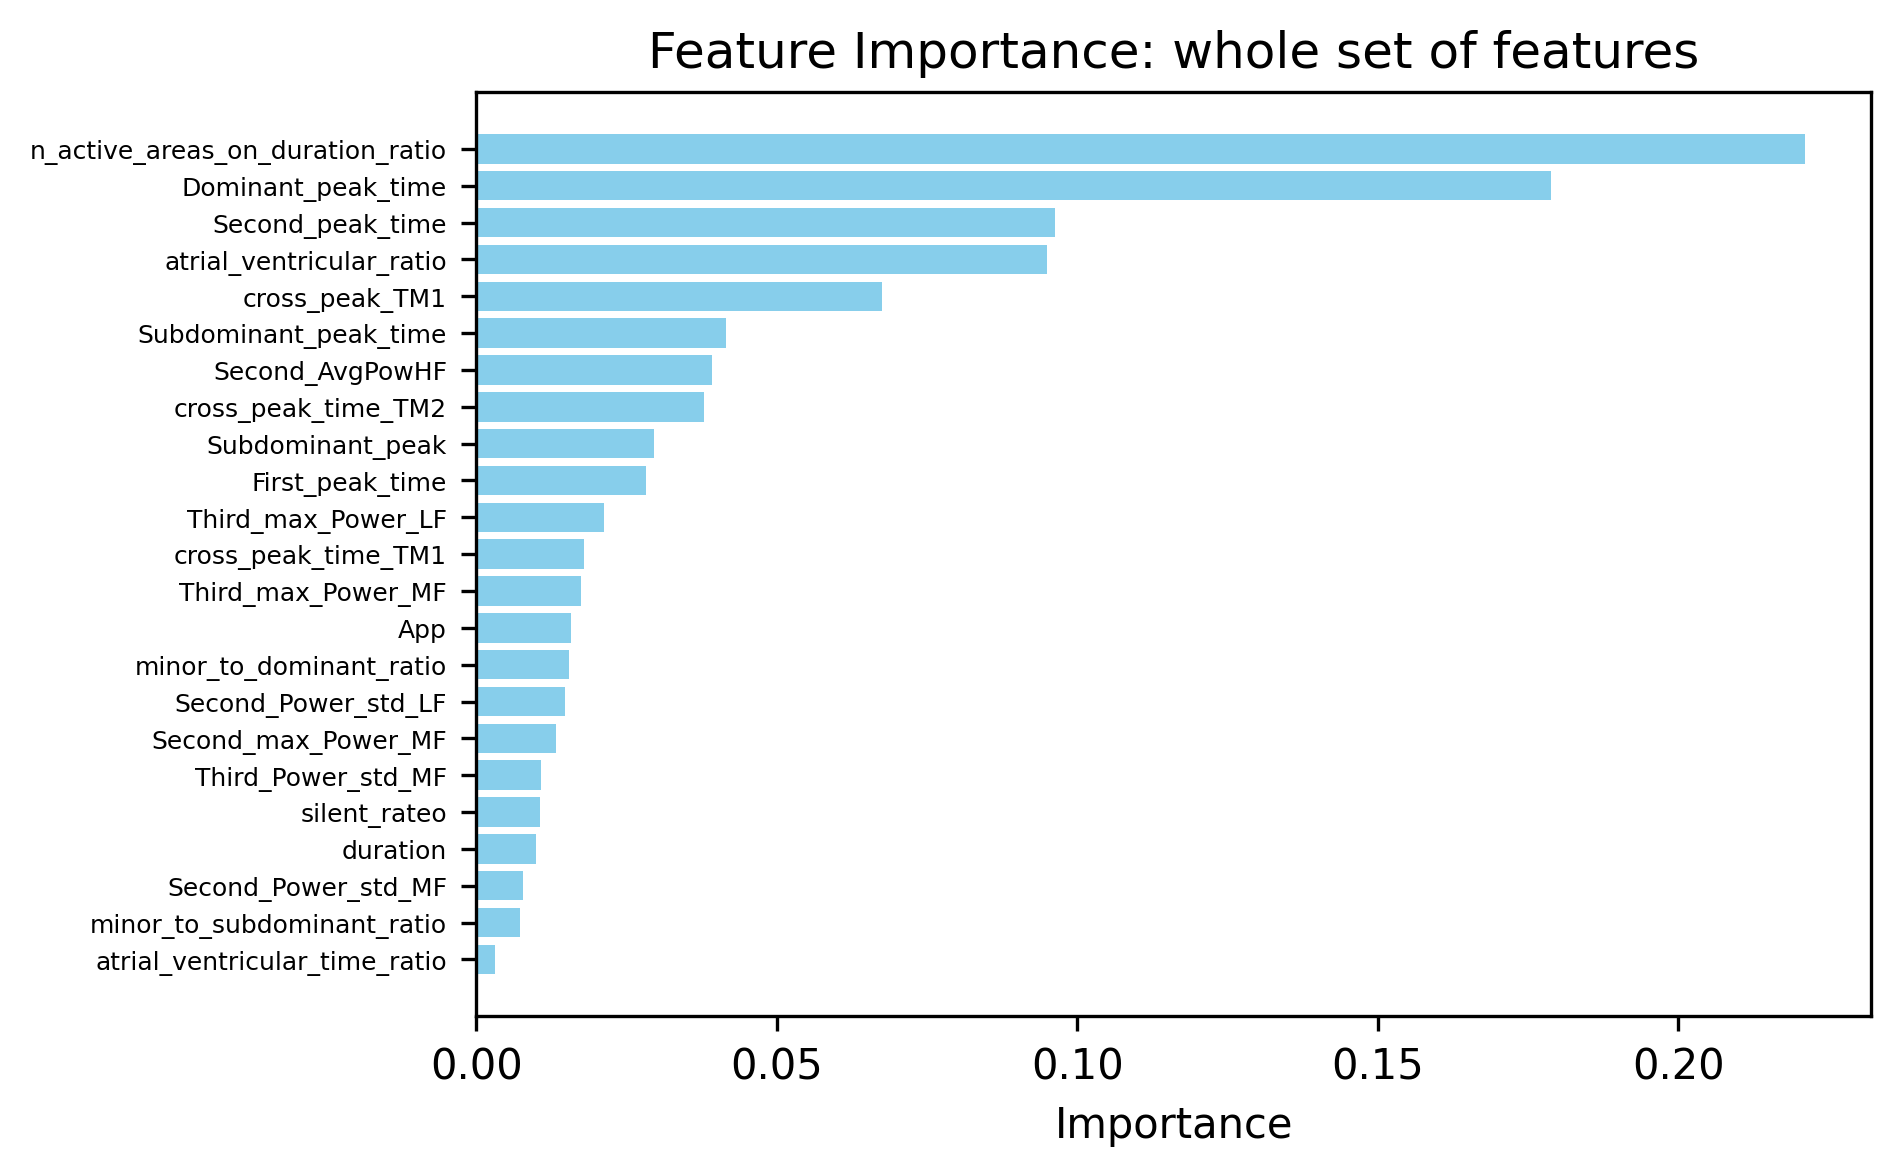 Feature Importance: whole set of features
n_active_areas_on_duration_ratio
Dominant_peak_time
Second_peak_time
atrial_ventricular_ratio
cross_peak_TM1
Subdominant_peak_time
Second_AvgPowHF
cross_peak_time_TM2
Subdominant_peak
First_peak_time
Third_max_Power_LF
cross_peak_time_TM1
Third_max_Power_MF
App
minor_to_dominant_ratio
Second_Power_std_LF
Second_max_Power_MF
Third_Power_std_MF
silent_rateo
duration
Second_Power_std_MF
minor_to_subdominant_ratio
atrial_ventricular_time_ratio
0.00 0.05 0.10 0.15 0.20
Importance